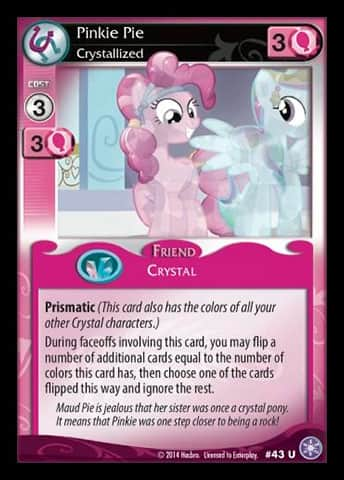 Pinkie Pie
Crystallized
3
COST
3
3
FRIEND
CRYSTAL
Prismatic (This card also has the colors of all your
other Crystal characters.)
During faceoffs involving this card, you may flip a
number of additional cards equal to the number of
colors this card has, then choose one of the cards
flipped this way and ignore the rest.
Maud Pie is jealous that her sister was once a crystal pony.
It means that Pinkie was one step closer to being a rock!
© 2014 Hasbro. Licensed to Enterplay. #43 U